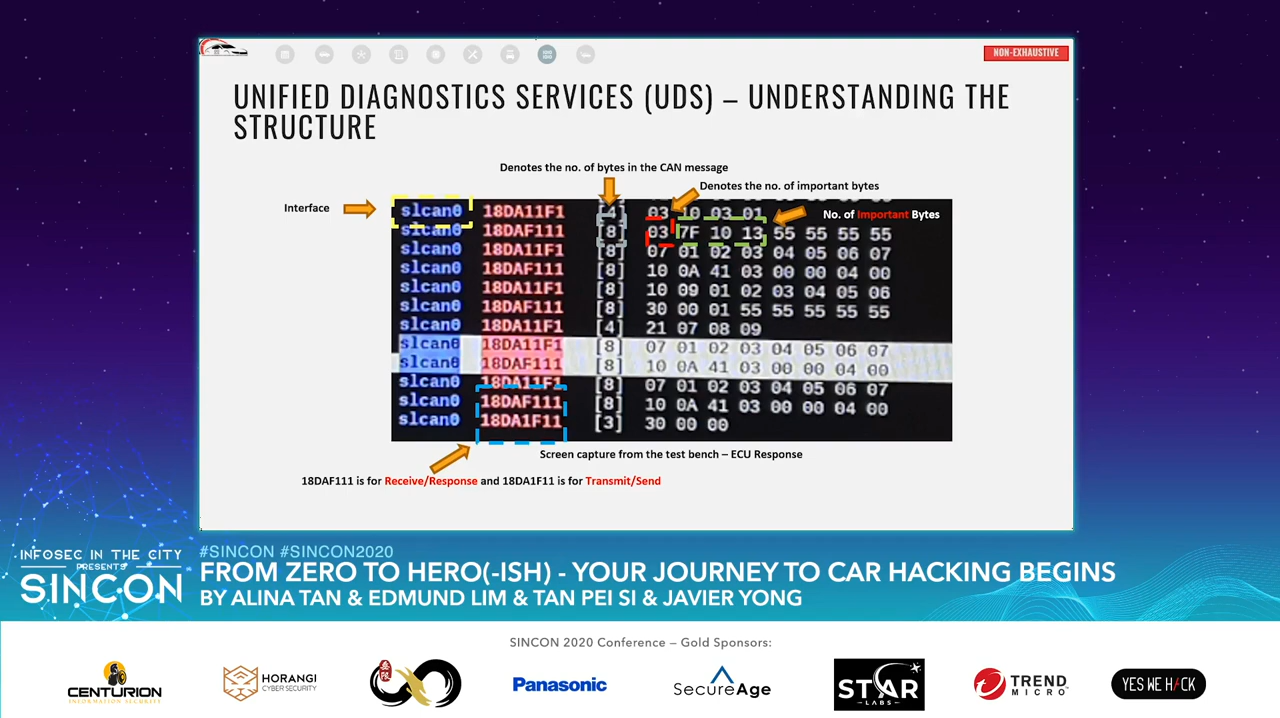 NON-EXHAUSTIVE
UNIFIED DIAGNOSTICS SERVICES (UDS) – UNDERSTANDING THE
STRUCTURE
Denotes the no. of bytes in the CAN message
Denotes the no. of important bytes
Interface
No. of Important Bytes
slcan0 18DA11F1 [4] 03 10 03 01
slcan0 18DAF111 [8] 03 7F 10 13 55 55 55 55
slcan0 18DA11F1 [8] 07 01 02 03 04 05 06 07
slcan0 18DAF111 [8] 10 0A 41 03 00 00 04 00
slcan0 18DA11F1 [8] 10 09 01 02 03 04 05 06
slcan0 18DAF111 [8] 30 00 01 55 55 55 55 55
slcan0 18DA11F1 [4] 21 07 08 09
slcan0 18DA11F1 [8] 07 01 02 03 04 05 06 07
slcan0 18DAF111 [8] 10 0A 41 03 00 00 04 00
slcan0 18DA11F1 [8] 07 01 02 03 04 05 06 07
slcan0 18DAF111 [8] 10 0A 41 03 00 00 04 00
slcan0 18DA1F11 [3] 30 00 00
Screen capture from the test bench – ECU Response
18DAF111 is for Receive/Response and 18DA1F11 is for Transmit/Send
INFOSEC IN THE CITY
PRESENTS
SINCON
#SINCON #SINCON2020
FROM ZERO TO HERO(-ISH) - YOUR JOURNEY TO CAR HACKING BEGINS
BY ALINA TAN & EDMUND LIM & TAN PEI SI & JAVIER YONG
SINCON 2020 Conference – Gold Sponsors:
CENTURION
INFORMATION SECURITY
HORANGI
CYBER SECURITY
Panasonic
SecureAge
STAR
LABS
TREND
MICRO
YES WE H/CK